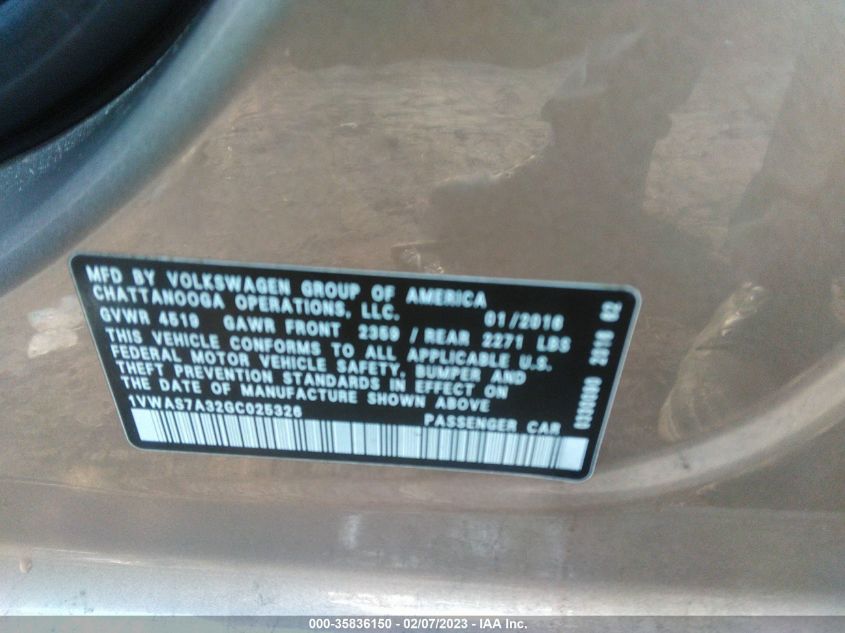 MFD BY VOLKSWAGEN GROUP OF AMERICA
CHATTANOOGA OPERATIONS, LLC. 01/2016
GVWR 4519 GAWR FRONT 2359 / REAR 2271 LBS
THIS VEHICLE CONFORMS TO ALL APPLICABLE U.S.
FEDERAL MOTOR VEHICLE SAFETY, BUMPER AND
THEFT PREVENTION STANDARDS IN EFFECT ON
THE DATE OF MANUFACTURE SHOWN ABOVE
1VWAS7A32GC025326 PASSENGER CAR
000-35836150 — 02/07/2023 — IAA Inc.